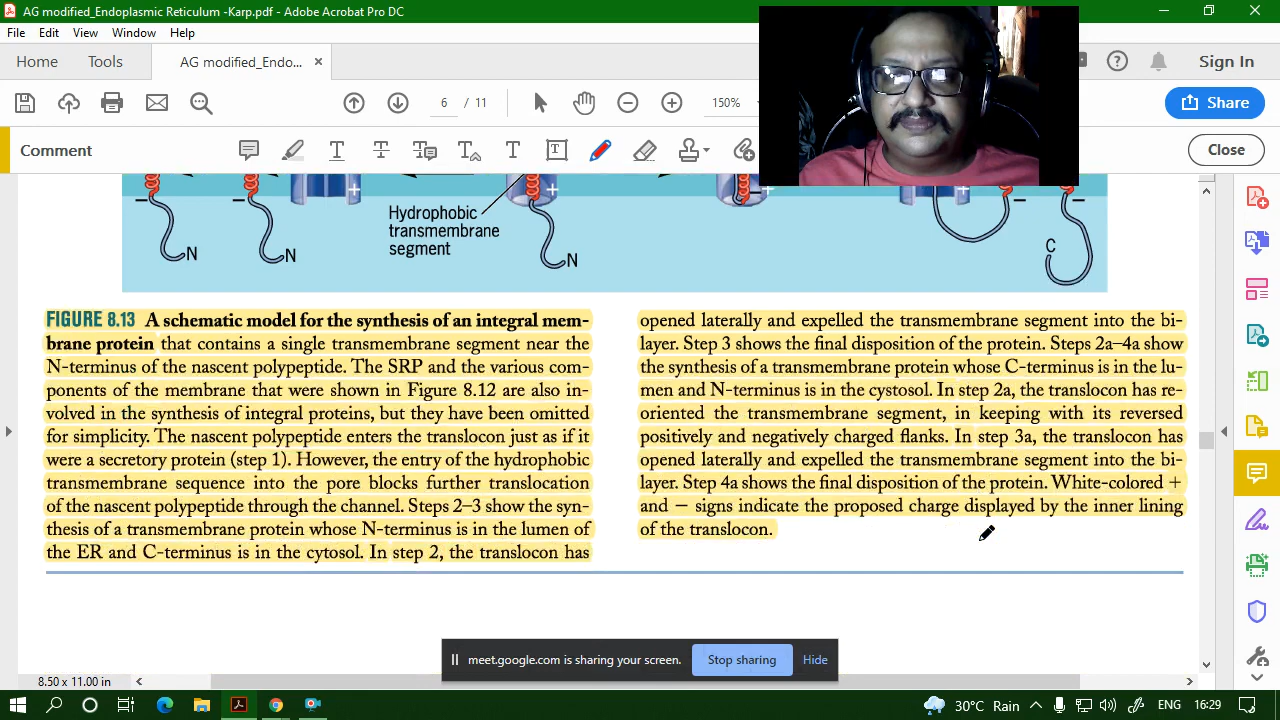 AG modified_Endoplasmic Reticulum -Karp.pdf - Adobe Acrobat Pro DC
File Edit View Window Help
Home Tools AG modified_Endo... × Sign In
6 / 11 150% Share
Comment Close
Hydrophobic
transmembrane
segment
N
N
N
C
+
+
+
+
–
–
–
–
FIGURE 8.13 A schematic model for the synthesis of an integral mem-
brane protein that contains a single transmembrane segment near the
N-terminus of the nascent polypeptide. The SRP and the various com-
ponents of the membrane that were shown in Figure 8.12 are also in-
volved in the synthesis of integral proteins, but they have been omitted
for simplicity. The nascent polypeptide enters the translocon just as if it
were a secretory protein (step 1). However, the entry of the hydrophobic
transmembrane sequence into the pore blocks further translocation
of the nascent polypeptide through the channel. Steps 2–3 show the syn-
thesis of a transmembrane protein whose N-terminus is in the lumen of
the ER and C-terminus is in the cytosol. In step 2, the translocon has
opened laterally and expelled the transmembrane segment into the bi-
layer. Step 3 shows the final disposition of the protein. Steps 2a–4a show
the synthesis of a transmembrane protein whose C-terminus is in the lu-
men and N-terminus is in the cystosol. In step 2a, the translocon has re-
oriented the transmembrane segment, in keeping with its reversed
positively and negatively charged flanks. In step 3a, the translocon has
opened laterally and expelled the transmembrane segment into the bi-
layer. Step 4a shows the final disposition of the protein. White-colored +
and − signs indicate the proposed charge displayed by the inner lining
of the translocon.
meet.google.com is sharing your screen. Stop sharing Hide
8.50 x 11.00 in
30°C Rain ENG 16:29